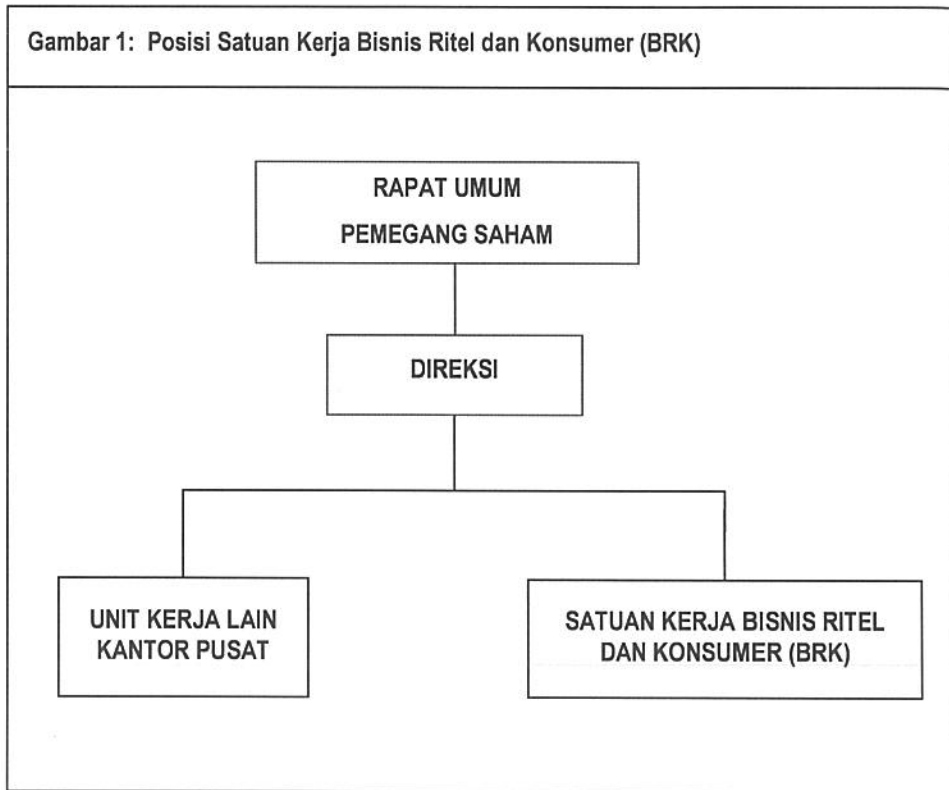 Gambar 1: Posisi Satuan Kerja Bisnis Ritel dan Konsumer (BRK)
RAPAT UMUM
PEMEGANG SAHAM
DIREKSI
UNIT KERJA LAIN
KANTOR PUSAT
SATUAN KERJA BISNIS RITEL
DAN KONSUMER (BRK)